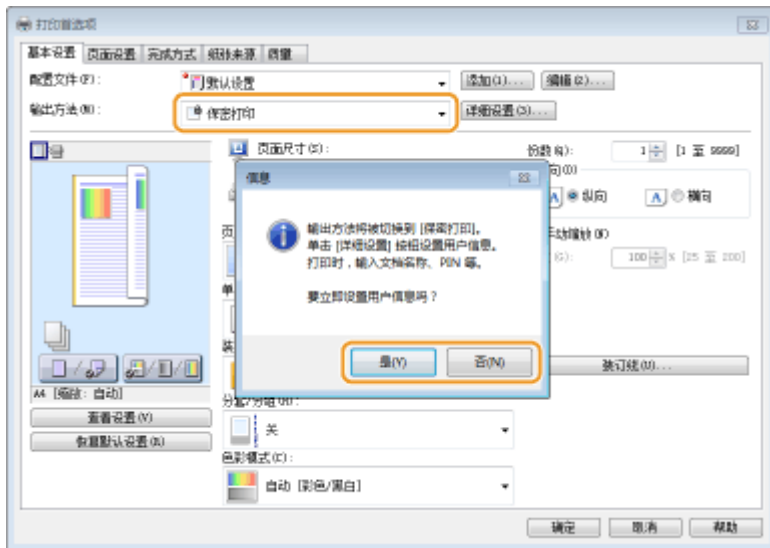 打印首选项
基本设置 页面设置 完成方式 纸张来源 质量
配置文件(F): 默认设置 添加(1)... 编辑(2)...
输出方法(M): 保密打印 详细设置(3)...
页面尺寸(S): 份数(Q): 1 [1 至 9999]
信息
纵向 A 横向
输出方法将被切换到 [保密打印]。
单击 [详细设置] 按钮设置用户信息。
打印时，输入文档名称、PIN 等。
100 % [25 至 200]
要立即设置用户信息吗？
是(Y) 否(N)
装订线(U)...
A4 [缩放: 自动]
查看设置(V)
分套/分组(H):
关
恢复默认设置(R)
色彩模式(C):
自动 [彩色/黑白]
确定 取消 帮助